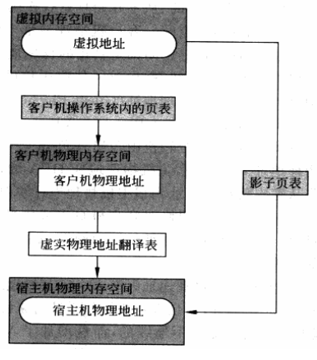 虚拟内存空间
虚拟地址
客户机操作系统内的页表
客户机物理内存空间
客户机物理地址
影子页表
虚实物理地址翻译表
宿主机物理内存空间
宿主机物理地址